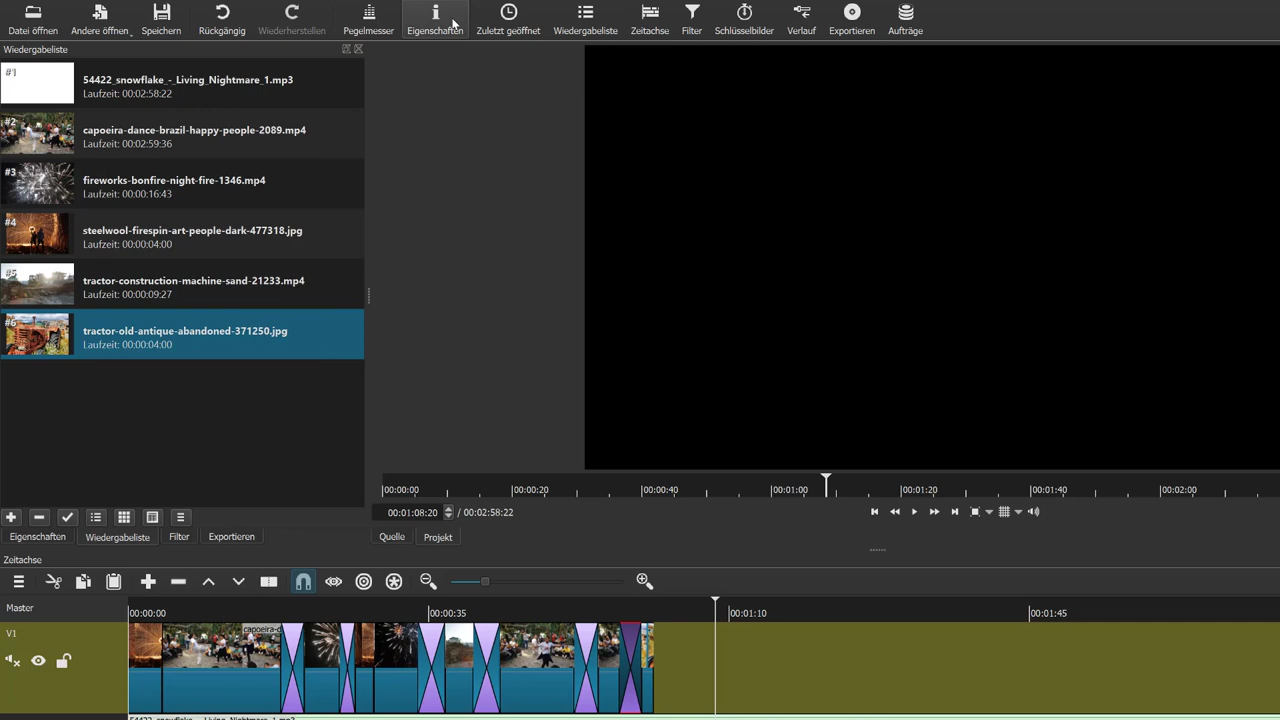 Datei öffnen Andere öffnen Speichern Rückgängig Wiederherstellen Pegelmesser Eigenschaften Zuletzt geöffnet Wiedergabeliste Zeitachse Filter Schlüsselbilder Verlauf Exportieren Aufträge
Wiedergabeliste
#1
54422_snowflake_-_Living_Nightmare_1.mp3
Laufzeit: 00:02:58:22
#2
capoeira-dance-brazil-happy-people-2089.mp4
Laufzeit: 00:02:59:36
#3
fireworks-bonfire-night-fire-1346.mp4
Laufzeit: 00:00:16:43
#4
steelwool-firespin-art-people-dark-477318.jpg
Laufzeit: 00:00:04:00
#5
tractor-construction-machine-sand-21233.mp4
Laufzeit: 00:00:09:27
#6
tractor-old-antique-abandoned-371250.jpg
Laufzeit: 00:00:04:00
00:00:00 00:00:20 00:00:40 00:01:00 00:01:20 00:01:40 00:02:00
00:01:08:20 / 00:02:58:22
Eigenschaften Wiedergabeliste Filter Exportieren
Quelle Projekt
Zeitachse
Master
00:00:00 00:00:35 00:01:10 00:01:45
V1
capoeira-d
54422_snowflake_-_Living_Nightmare_1.mp3